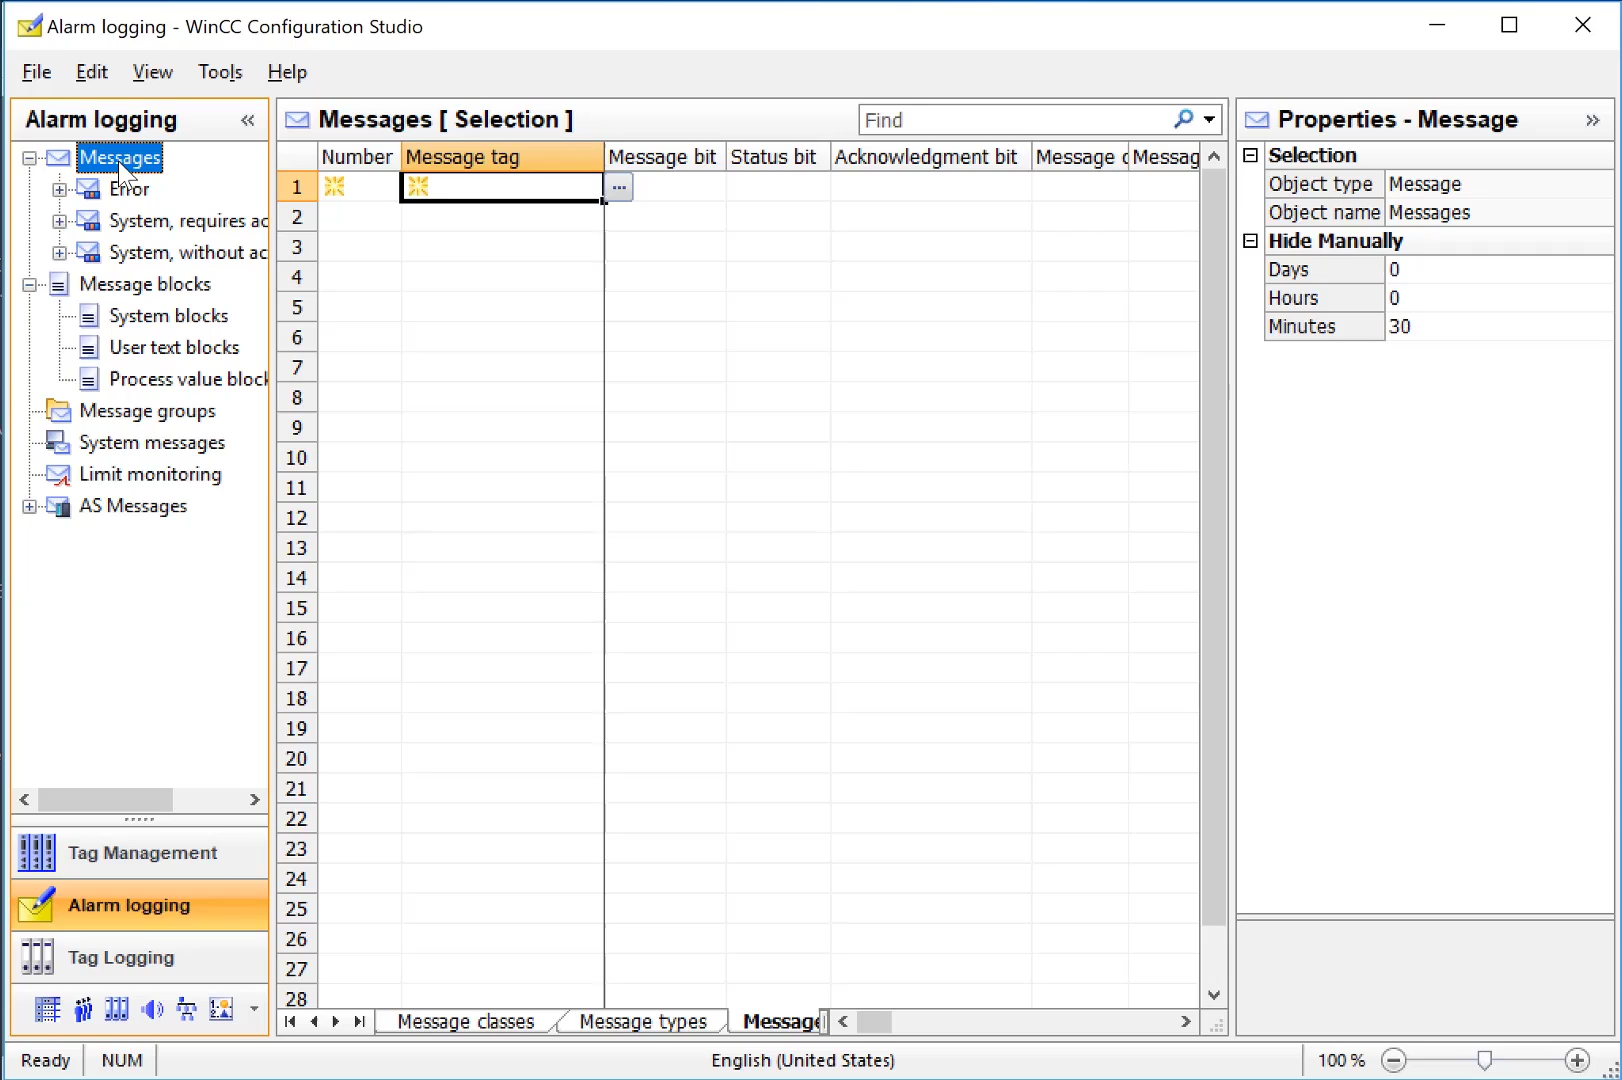 Alarm logging - WinCC Configuration Studio
File Edit View Tools Help
Alarm logging «
Messages
Error
System, requires ac
System, without ac
Message blocks
System blocks
User text blocks
Process value block
Message groups
System messages
Limit monitoring
AS Messages
Tag Management
Alarm logging
Tag Logging
Messages [ Selection ]
Find
Number Message tag Message bit Status bit Acknowledgment bit Message c Messag
1 ...
2
3
4
5
6
7
8
9
10
11
12
13
14
15
16
17
18
19
20
21
22
23
24
25
26
27
28
Message classes Message types Message
Properties - Message »
Selection
Object type Message
Object name Messages
Hide Manually
Days 0
Hours 0
Minutes 30
Ready NUM English (United States) 100 %